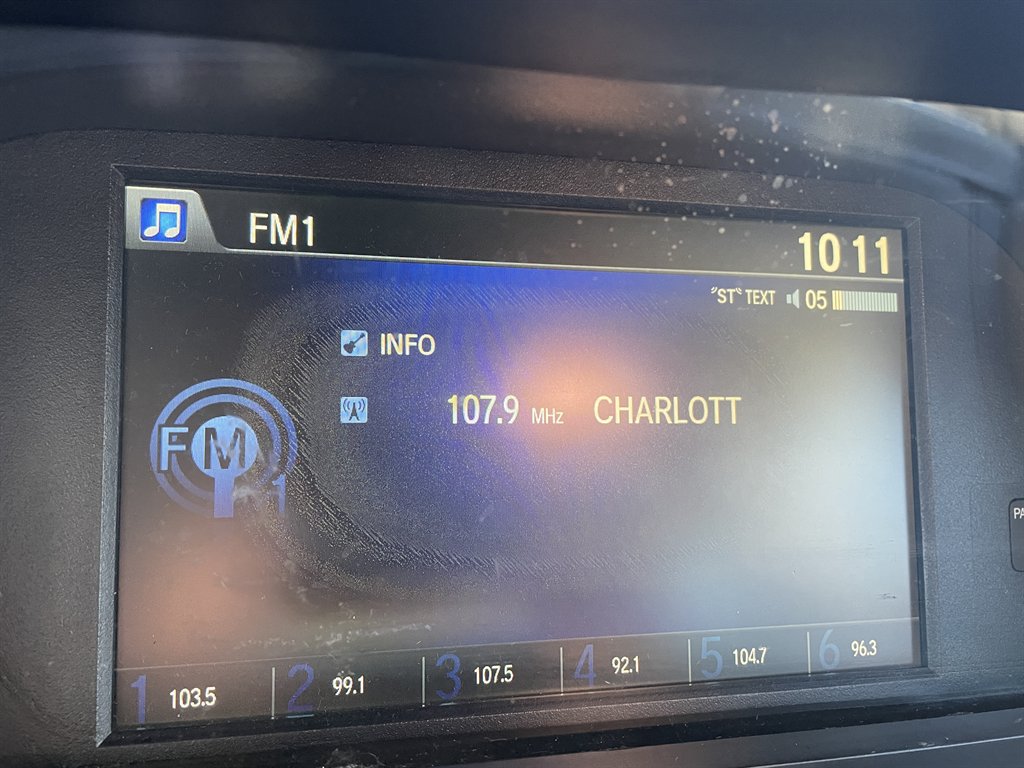 FM1
10 11
"ST" TEXT 05
INFO
107.9 MHz CHARLOTT
FM
1
1 103.5 2 99.1 3 107.5 4 92.1 5 104.7 6 96.3
PA